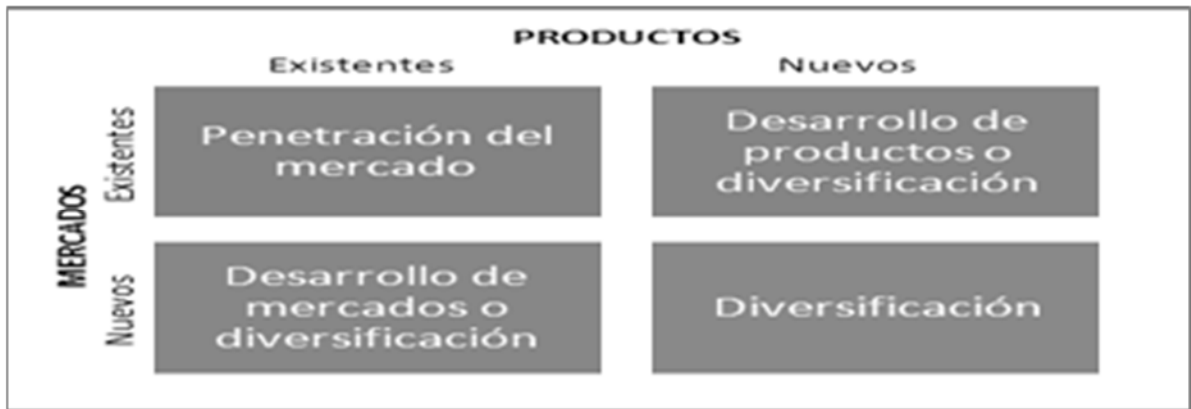 PRODUCTOS
Existentes
Nuevos
MERCADOS
Existentes
Penetración del
mercado
Desarrollo de
productos o
diversificación
Nuevos
Desarrollo de
mercados o
diversificación
Diversificación